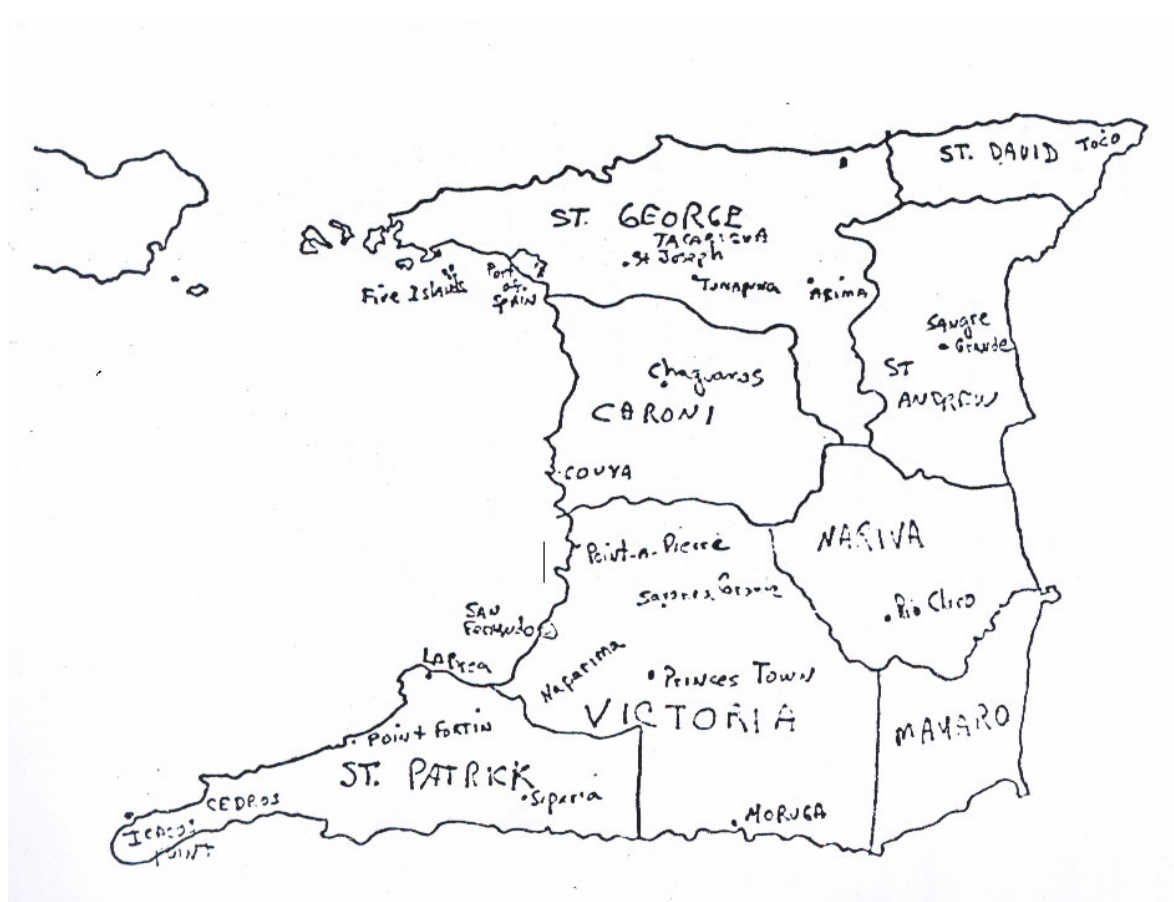 ST. DAVID
TOCO
ST. GEORGE
TACARIGUA
St Joseph
TUNAPUNA
ARIMA
Five Islands
Port
of
SPAIN
SANGRE
GRANDE
ST
ANDREW
Chaguaras
CARONI
COUVA
NARIVA
Point-a-Pierre
Rio Claro
SAN
FERNANDO
LAPrea
Naparima
PRINCES TOWN
VICTORIA
MAYARO
POINT FORTIN
ST. PATRICK
Siparia
CEDROS
MORUGA
ICACOS
POINT